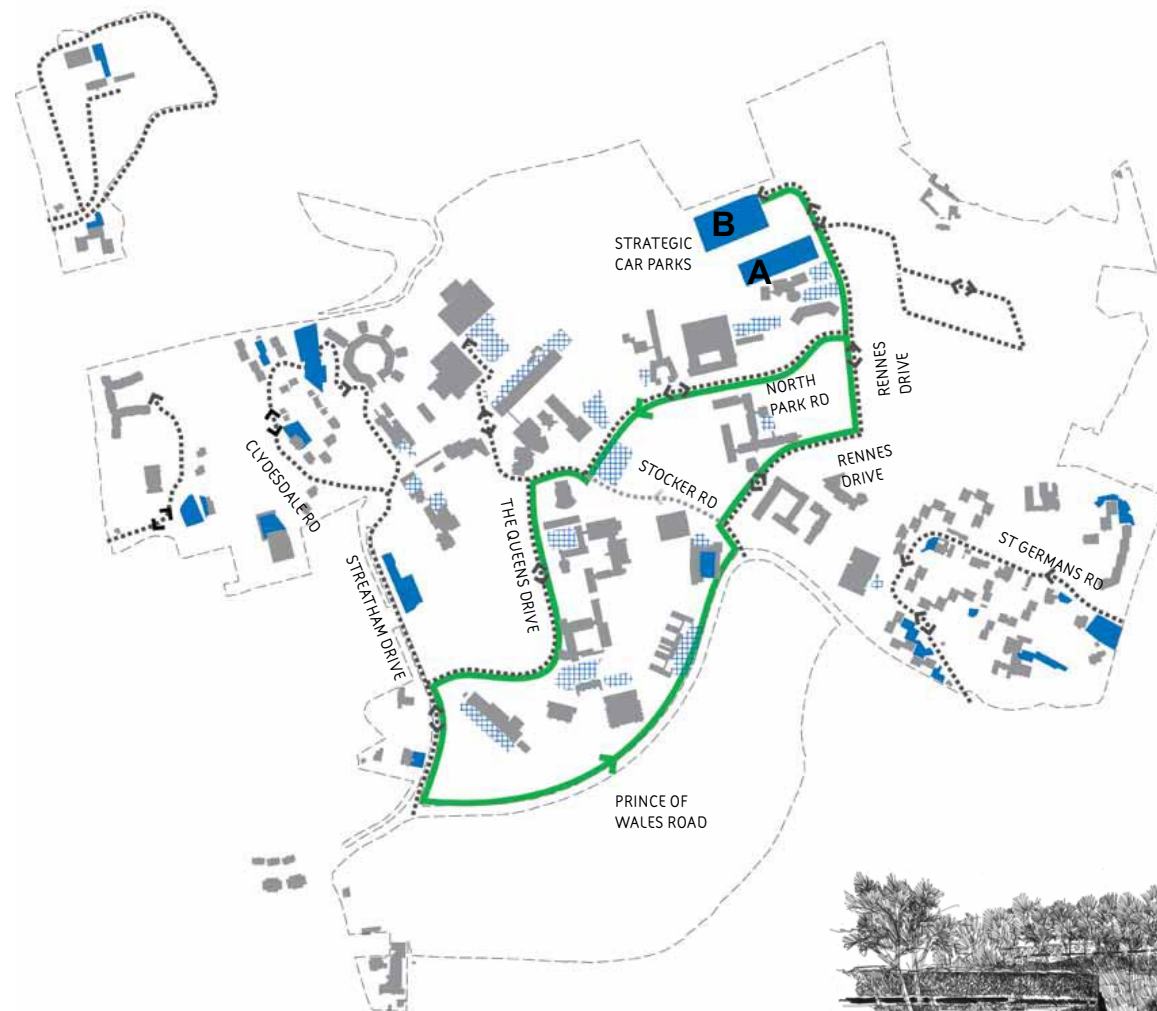 B
STRATEGIC
CAR PARKS
A
RENNES
DRIVE
NORTH
PARK RD
CLYDESDALE RD
STOCKER RD
RENNES
DRIVE
THE QUEENS DRIVE
STREATHAM DRIVE
ST GERMANS RD
PRINCE OF
WALES ROAD